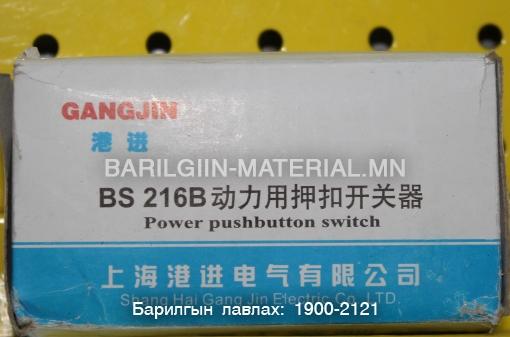 GANGJIN
港进
BARILGIIN-MATERIAL.MN
BS 216B动力用押扣开关器
Power pushbutton switch
上海港进电气有限公司
Shang Hai Gang Jin Electric Co., LTD.
Барилгын лавлах: 1900-2121